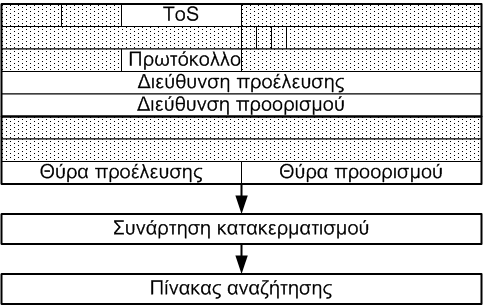 ToS
Πρωτόκολλο
Διεύθυνση προέλευσης
Διεύθυνση προορισμού
Θύρα προέλευσης Θύρα προορισμού
Συνάρτηση κατακερματισμού
Πίνακας αναζήτησης